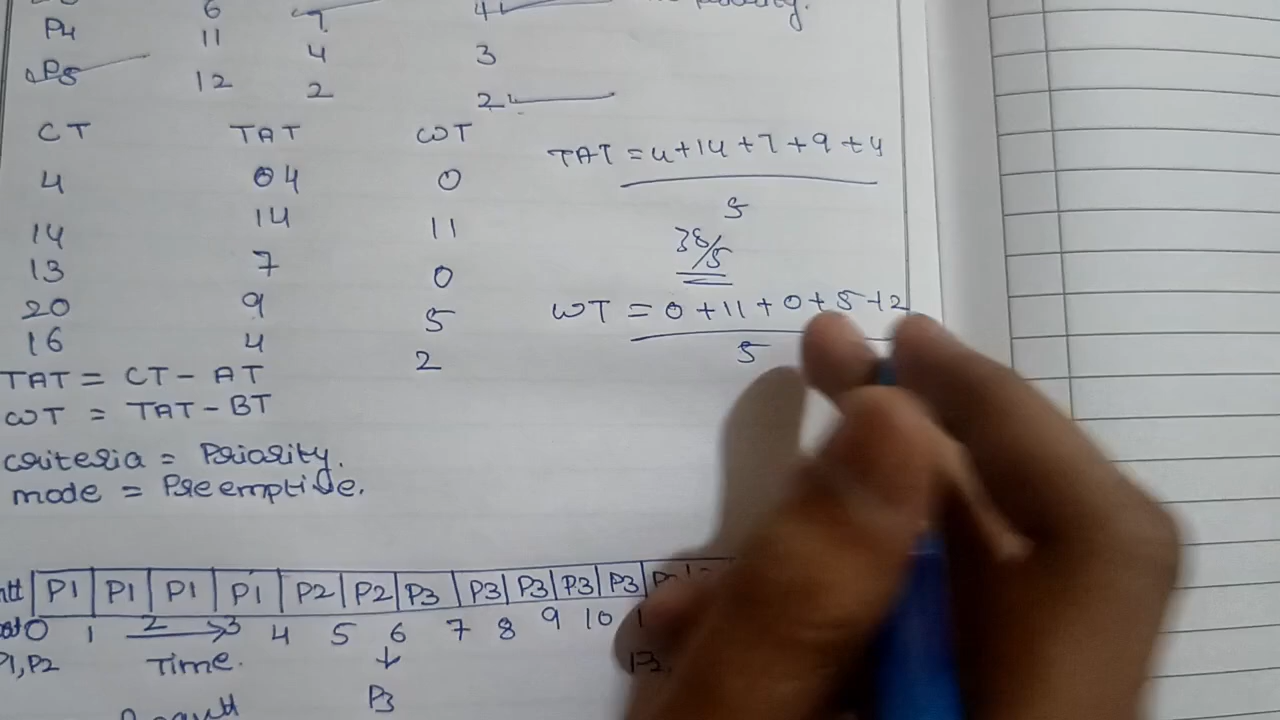 6 4
P4 11 4 3
P5 12 2 2
CT TAT WT
4 04 0
14 14 11
13 7 0
20 9 5
16 4 2
TAT = CT - AT
WT = TAT - BT
criteria = Priority.
mode = Preemptive.
TAT = 4+14+7+9+4
5
38/5
WT = 0+11+0+5+2
5
P1 P1 P1 P1 P2 P2 P3 P3 P3 P3 P3
0 1 2 3 4 5 6 7 8 9 10
P1,P2 Time.
P3